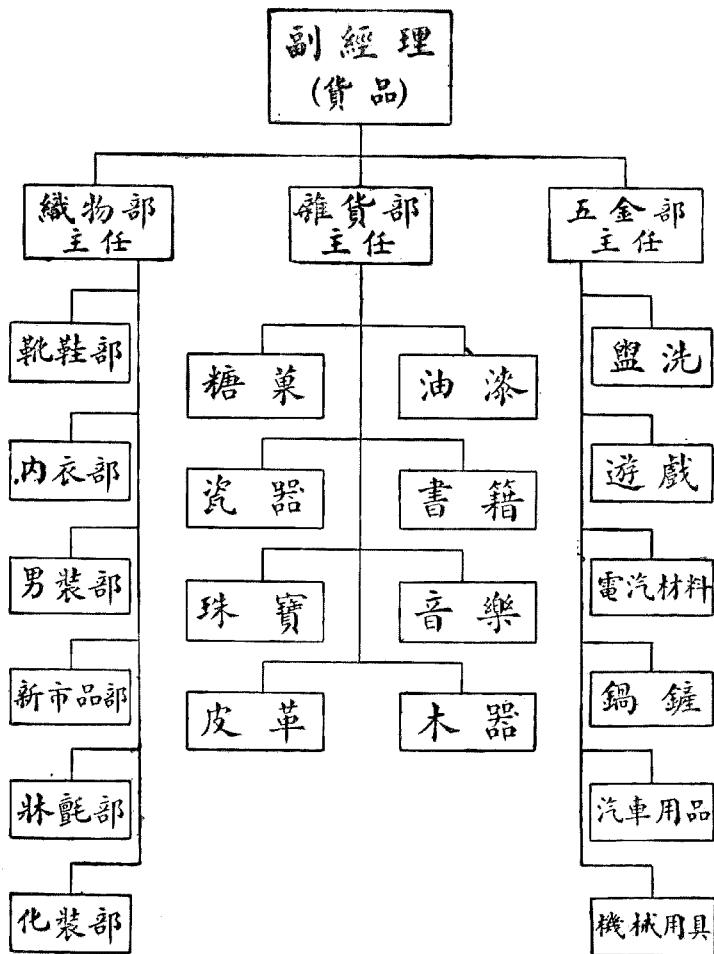 副經理
(貨品)
織物部
主任
雜貨部
主任
五金部
主任
靴鞋部
內衣部
男裝部
新市品部
牀氈部
化裝部
糖菓
油漆
瓷器
書籍
珠寶
音樂
皮革
木器
盥洗
遊戲
電汽材料
鍋鏟
汽車用品
機械用具